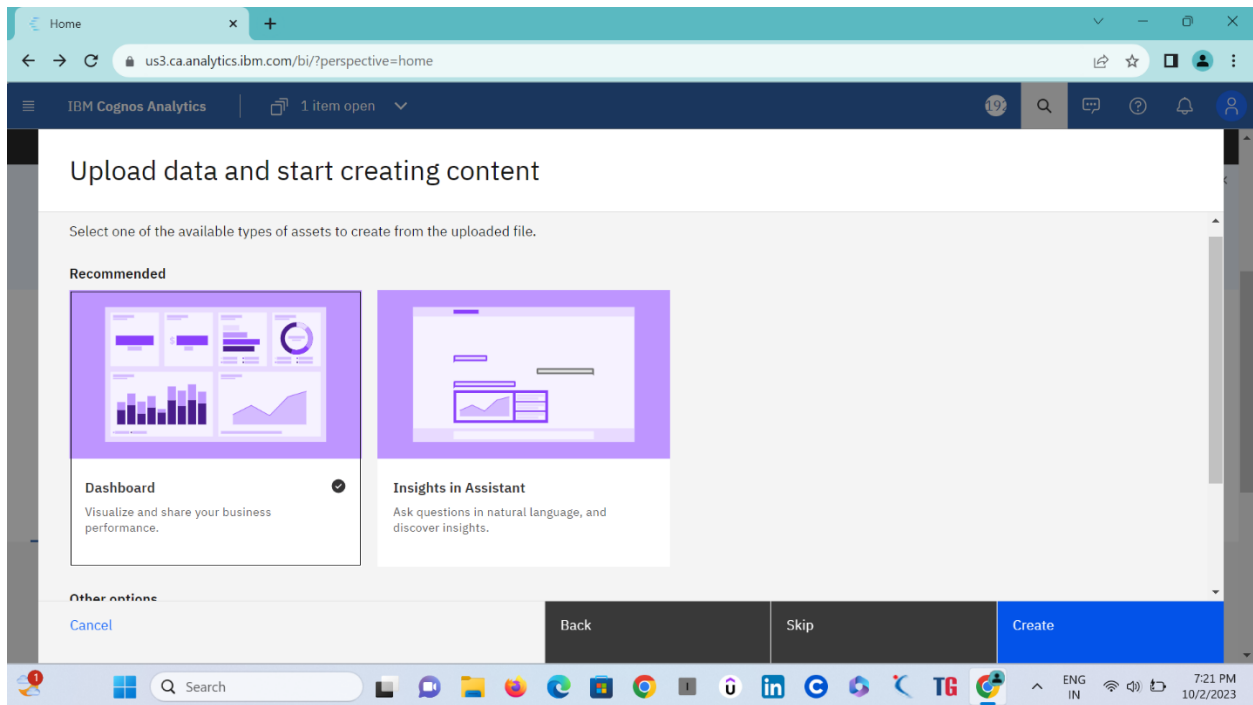 Home
us3.ca.analytics.ibm.com/bi/?perspective=home
IBM Cognos Analytics
1 item open
Upload data and start creating content
Select one of the available types of assets to create from the uploaded file.
Recommended
Dashboard
Visualize and share your business
performance.
Insights in Assistant
Ask questions in natural language, and
discover insights.
Other options
Cancel
Back
Skip
Create
1
Search
TG
ENG
IN
7:21 PM
10/2/2023